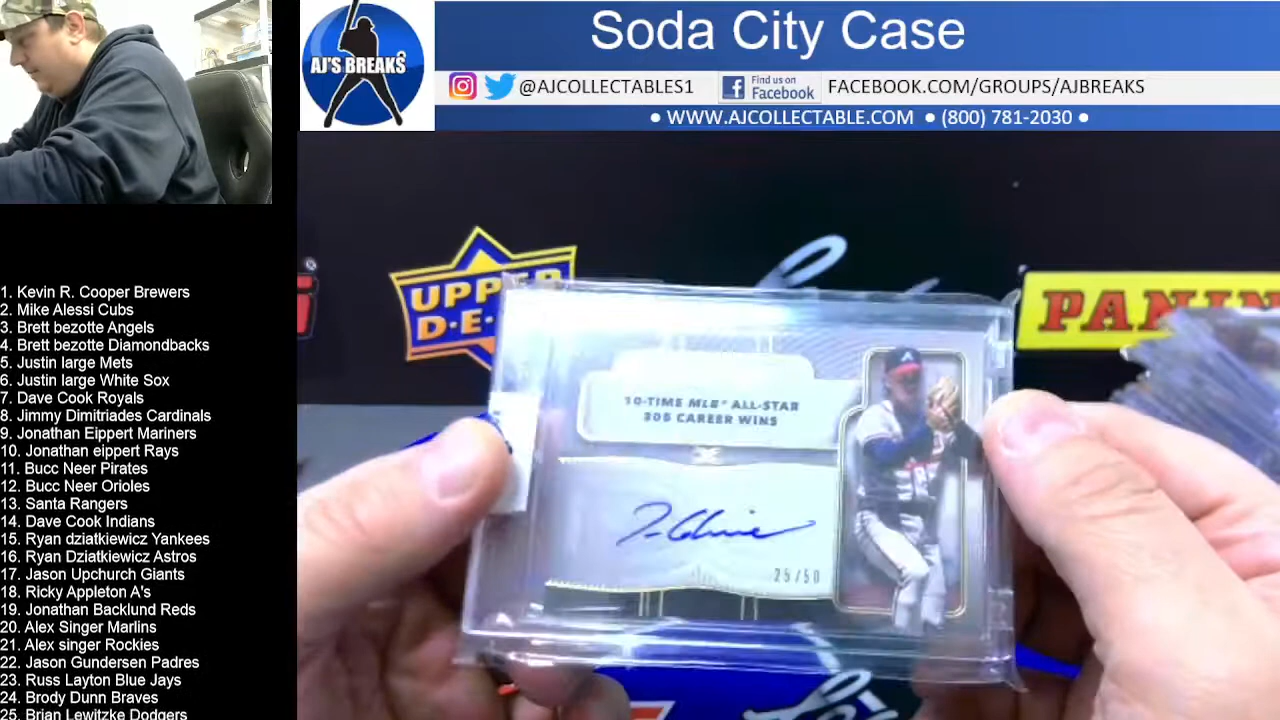 Soda City Case
AJ'S BREAKS
@AJCOLLECTABLES1
Find us on
Facebook
FACEBOOK.COM/GROUPS/AJBREAKS
• WWW.AJCOLLECTABLE.COM • (800) 781-2030 •
UPPER
D·E·
PANIN
10-TIME MLB® ALL-STAR
305 CAREER WINS
25/50
1. Kevin R. Cooper Brewers
2. Mike Alessi Cubs
3. Brett bezotte Angels
4. Brett bezotte Diamondbacks
5. Justin large Mets
6. Justin large White Sox
7. Dave Cook Royals
8. Jimmy Dimitriades Cardinals
9. Jonathan Eippert Mariners
10. Jonathan eippert Rays
11. Bucc Neer Pirates
12. Bucc Neer Orioles
13. Santa Rangers
14. Dave Cook Indians
15. Ryan dziatkiewicz Yankees
16. Ryan Dziatkiewicz Astros
17. Jason Upchurch Giants
18. Ricky Appleton A's
19. Jonathan Backlund Reds
20. Alex Singer Marlins
21. Alex singer Rockies
22. Jason Gundersen Padres
23. Russ Layton Blue Jays
24. Brody Dunn Braves
25. Brian Lewitzke Dodgers